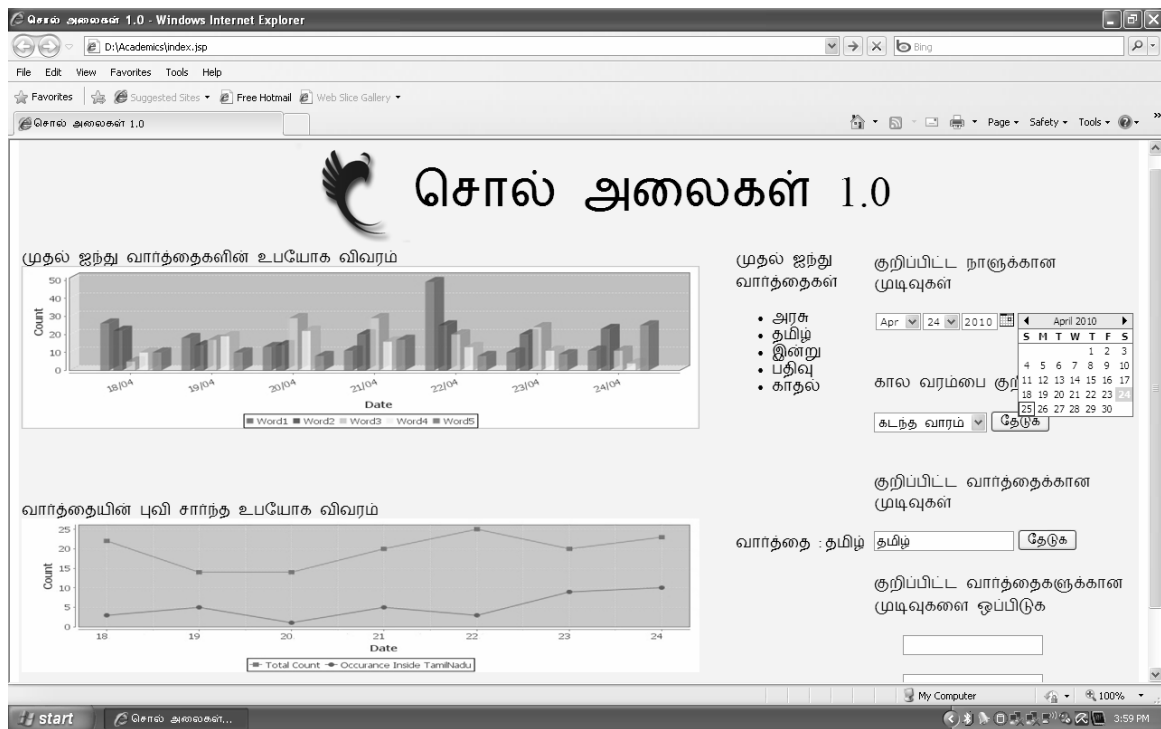 சொல் அலைகள் 1.0 - Windows Internet Explorer
D:\Academics\index.jsp
Bing
File Edit View Favorites Tools Help
Favorites Suggested Sites Free Hotmail Web Slice Gallery
சொல் அலைகள் 1.0
Page Safety Tools
சொல் அலைகள் 1.0
முதல் ஐந்து வார்த்தைகளின் உபயோக விவரம்
50
40
30
20
10
0
Count
18/04 19/04 20/04 21/04 22/04 23/04 24/04
Date
Word1 Word2 Word3 Word4 Word5
வார்த்தையின் புவி சார்ந்த உபயோக விவரம்
25
20
15
10
5
0
Count
18 19 20 21 22 23 24
Date
Total Count Occurance Inside TamilNadu
முதல் ஐந்து
வார்த்தைகள்
• அரசு
• தமிழ்
• இன்று
• பதிவு
• காதல்
வார்த்தை : தமிழ்
குறிப்பிட்ட நாளுக்கான
முடிவுகள்
Apr 24 2010
April 2010
S M T W T F S
1 2 3
4 5 6 7 8 9 10
11 12 13 14 15 16 17
18 19 20 21 22 23 24
25 26 27 28 29 30
கால வரம்பை குறி
கடந்த வாரம் தேடுக
குறிப்பிட்ட வார்த்தைக்கான
முடிவுகள்
தமிழ் தேடுக
குறிப்பிட்ட வார்த்தைகளுக்கான
முடிவுகளை ஒப்பிடுக
My Computer 100%
start சொல் அலைகள்... 3:59 PM